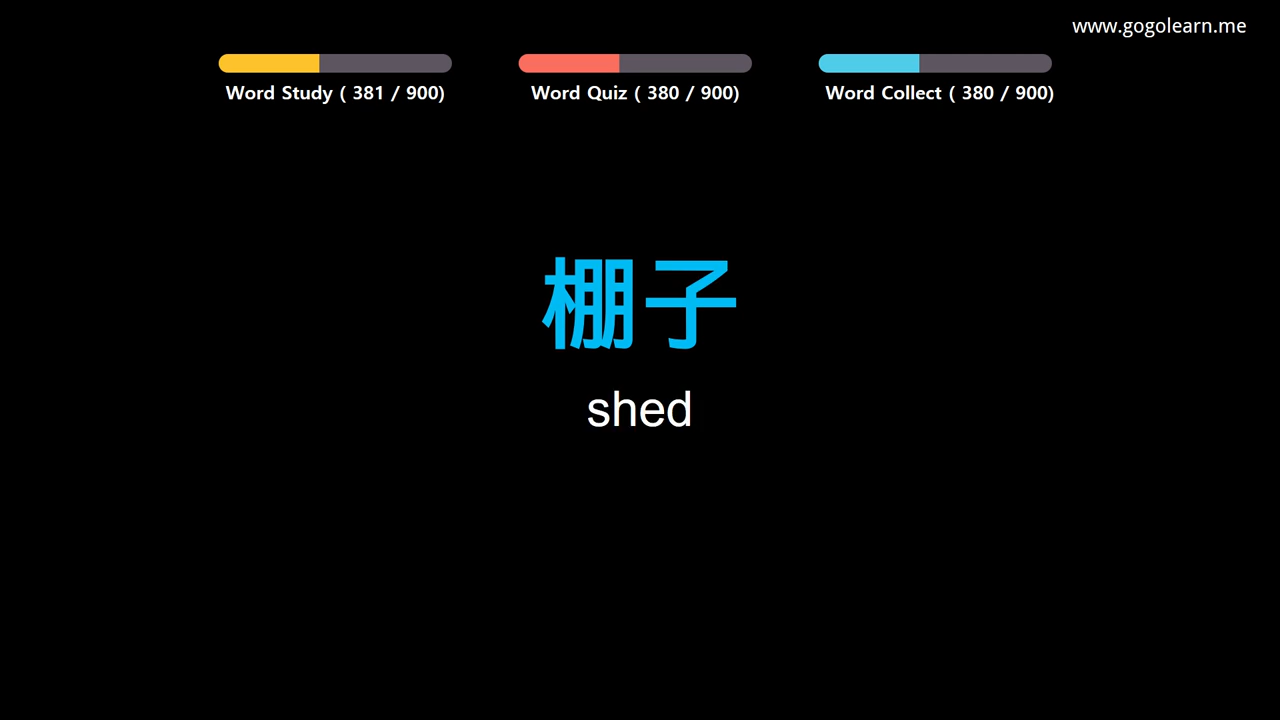 www.gogolearn.me
Word Study ( 381 / 900)
Word Quiz ( 380 / 900)
Word Collect ( 380 / 900)
棚子
shed